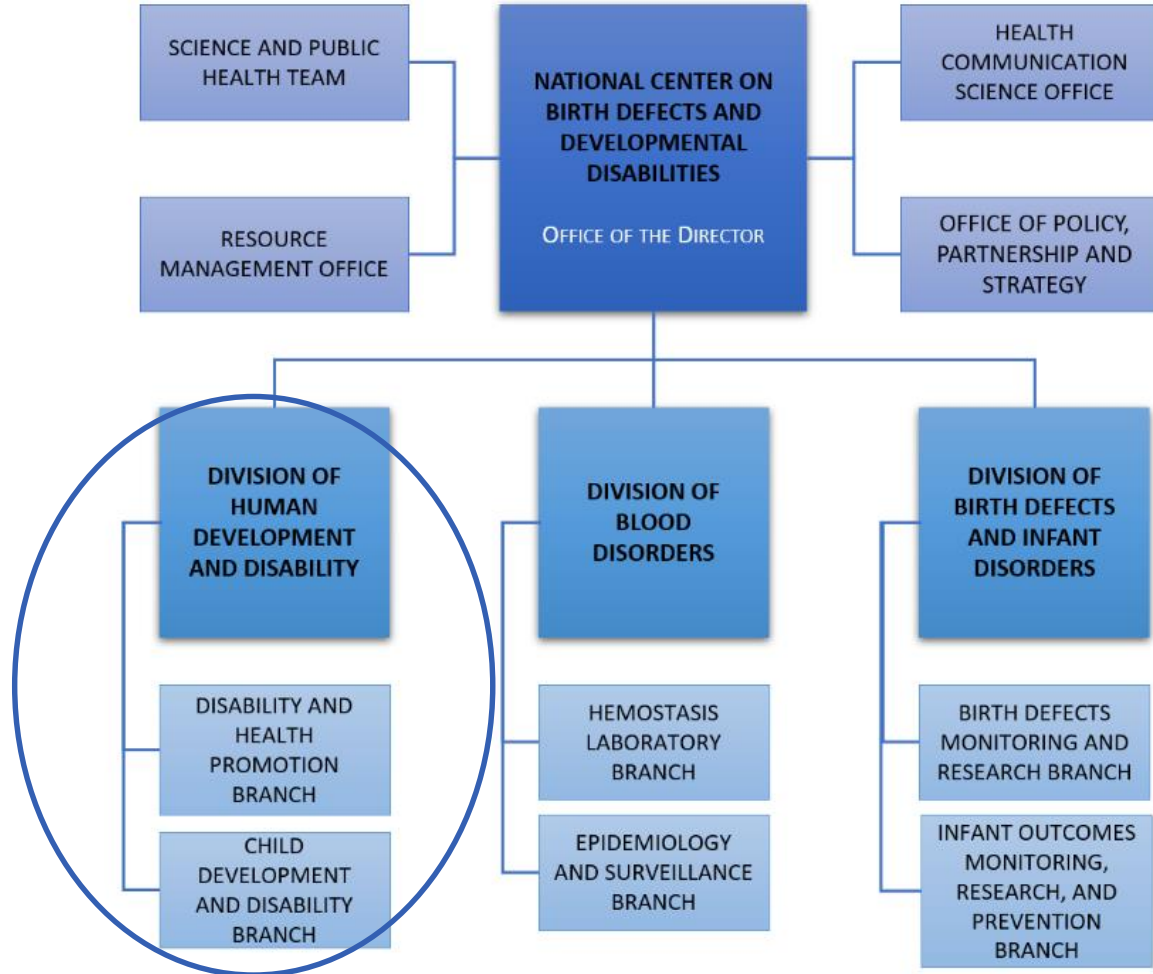 SCIENCE AND PUBLIC
HEALTH TEAM
NATIONAL CENTER ON
BIRTH DEFECTS AND
DEVELOPMENTAL
DISABILITIES
OFFICE OF THE DIRECTOR
HEALTH
COMMUNICATION
SCIENCE OFFICE
RESOURCE
MANAGEMENT OFFICE
OFFICE OF POLICY,
PARTNERSHIP AND
STRATEGY
DIVISION OF
HUMAN
DEVELOPMENT
AND DISABILITY
DIVISION OF
BLOOD
DISORDERS
DIVISION OF
BIRTH DEFECTS
AND INFANT
DISORDERS
DISABILITY AND
HEALTH
PROMOTION
BRANCH
HEMOSTASIS
LABORATORY
BRANCH
BIRTH DEFECTS
MONITORING AND
RESEARCH BRANCH
CHILD
DEVELOPMENT
AND DISABILITY
BRANCH
EPIDEMIOLOGY
AND SURVEILLANCE
BRANCH
INFANT OUTCOMES
MONITORING,
RESEARCH, AND
PREVENTION
BRANCH